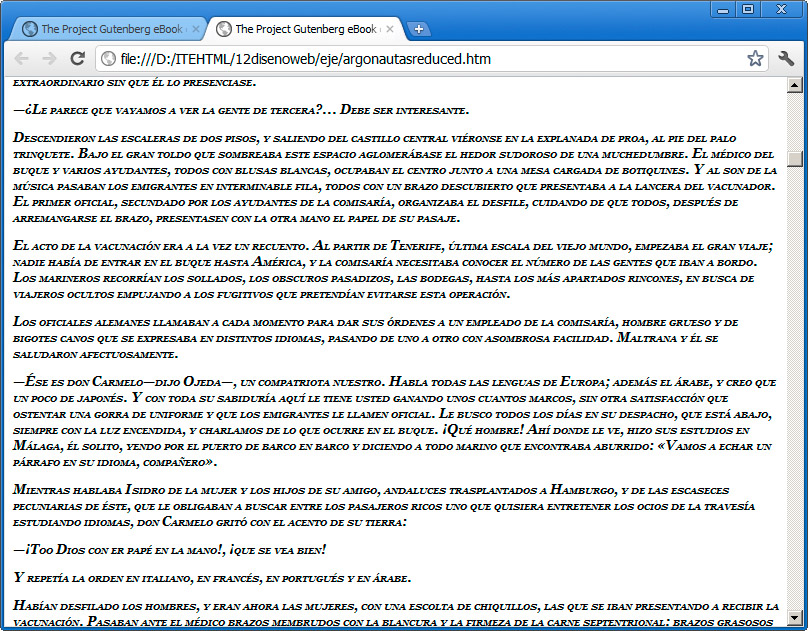 The Project Gutenberg eBook
The Project Gutenberg eBook
file:///D:/ITEHTML/12disenoweb/eje/argonautasreduced.htm
extraordinario sin que él lo presenciase.
—¿Le parece que vayamos a ver la gente de tercera?... Debe ser interesante.
Descendieron las escaleras de dos pisos, y saliendo del castillo central viéronse en la explanada de proa, al pie del palo
trinquete. Bajo el gran toldo que sombreaba este espacio aglomerábase el hedor sudoroso de una muchedumbre. El médico del
buque y varios ayudantes, todos con blusas blancas, ocupaban el centro junto a una mesa cargada de botiquines. Y al son de la
música pasaban los emigrantes en interminable fila, todos con un brazo descubierto que presentaba a la lancera del vacunador.
El primer oficial, secundado por los ayudantes de la comisaría, organizaba el desfile, cuidando de que todos, después de
arremangarse el brazo, presentasen con la otra mano el papel de su pasaje.
El acto de la vacunación era a la vez un recuento. Al partir de Tenerife, última escala del viejo mundo, empezaba el gran viaje;
nadie había de entrar en el buque hasta América, y la comisaría necesitaba conocer el número de las gentes que iban a bordo.
Los marineros recorrían los sollados, los obscuros pasadizos, las bodegas, hasta los más apartados rincones, en busca de
viajeros ocultos empujando a los fugitivos que pretendían evitarse esta operación.
Los oficiales alemanes llamaban a cada momento para dar sus órdenes a un empleado de la comisaría, hombre grueso y de
bigotes canos que se expresaba en distintos idiomas, pasando de uno a otro con asombrosa facilidad. Maltrana y él se
saludaron afectuosamente.
—Ése es don Carmelo—dijo Ojeda—, un compatriota nuestro. Habla todas las lenguas de Europa; además el árabe, y creo que
un poco de japonés. Y con toda su sabiduría aquí le tiene usted ganando unos cuantos marcos, sin otra satisfacción que
ostentar una gorra de uniforme y que los emigrantes le llamen oficial. Le busco todos los días en su despacho, que está abajo,
siempre con la luz encendida, y charlamos de lo que ocurre en el buque. ¡Qué hombre! Ahí donde le ve, hizo sus estudios en
Málaga, él solito, yendo por el puerto de barco en barco y diciendo a todo marino que encontraba aburrido: «Vamos a echar un
párrafo en su idioma, compañero».
Mientras hablaba Isidro de la mujer y los hijos de su amigo, andaluces trasplantados a Hamburgo, y de las escaseces
pecuniarias de éste, que le obligaban a buscar entre los pasajeros ricos uno que quisiera entretener los ocios de la travesía
estudiando idiomas, don Carmelo gritó con el acento de su tierra:
—¡Too Dios con er papé en la mano!, ¡que se vea bien!
Y repetía la orden en italiano, en francés, en portugués y en árabe.
Habían desfilado los hombres, y eran ahora las mujeres, con una escolta de chiquillos, las que se iban presentando a recibir la
vacunación. Pasaban ante el médico brazos membrudos con la blancura y la firmeza de la carne septentrional: brazos grasosos